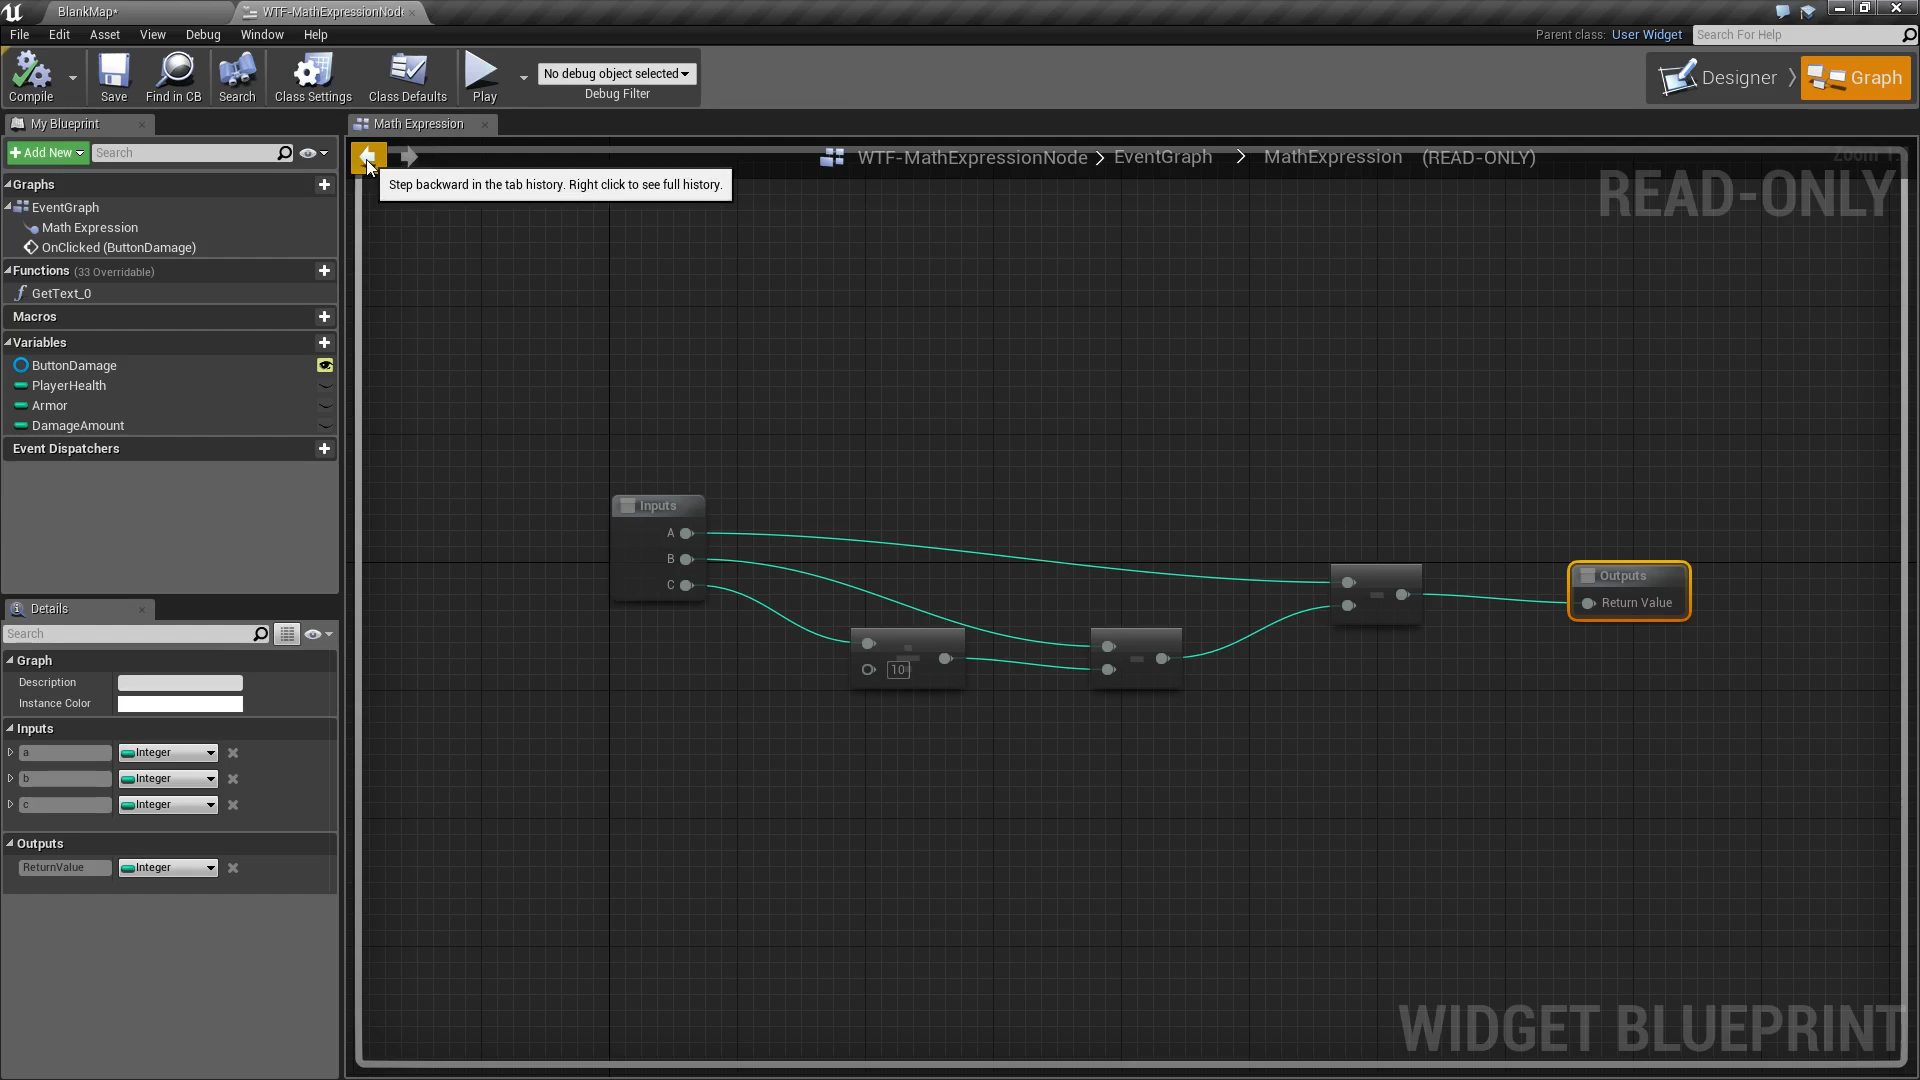 BlankMap*
WTF-MathExpressionNode
File Edit Asset View Debug Window Help
Parent class: User Widget
Search For Help
Compile
Save
Find in CB
Search
Class Settings
Class Defaults
Play
No debug object selected
Debug Filter
Designer
Graph
My Blueprint
Math Expression
Add New
Search
WTF-MathExpressionNode > EventGraph > MathExpression (READ-ONLY)
Zoom 1:1
READ-ONLY
Step backward in the tab history. Right click to see full history.
Graphs
EventGraph
Math Expression
OnClicked (ButtonDamage)
Functions (33 Overridable)
GetText_0
Macros
Variables
ButtonDamage
PlayerHealth
Armor
DamageAmount
Event Dispatchers
Inputs
A
B
C
10
Outputs
Return Value
Details
Search
Graph
Description
Instance Color
Inputs
a Integer
b Integer
c Integer
Outputs
ReturnValue Integer
WIDGET BLUEPRINT